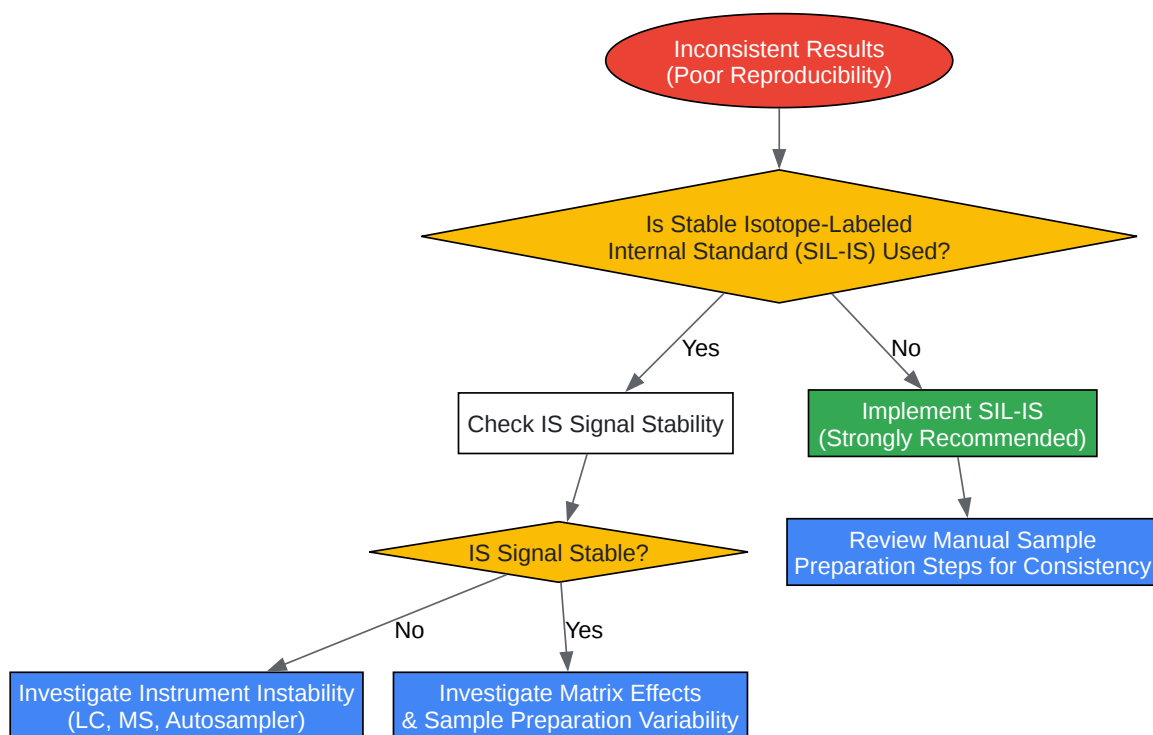 Inconsistent Results
(Poor Reproducibility)
Is Stable Isotope-Labeled
Internal Standard (SIL-IS) Used?
Yes
No
Check IS Signal Stability
Implement SIL-IS
(Strongly Recommended)
IS Signal Stable?
Review Manual Sample
Preparation Steps for Consistency
No
Yes
Investigate Instrument Instability
(LC, MS, Autosampler)
Investigate Matrix Effects
& Sample Preparation Variability